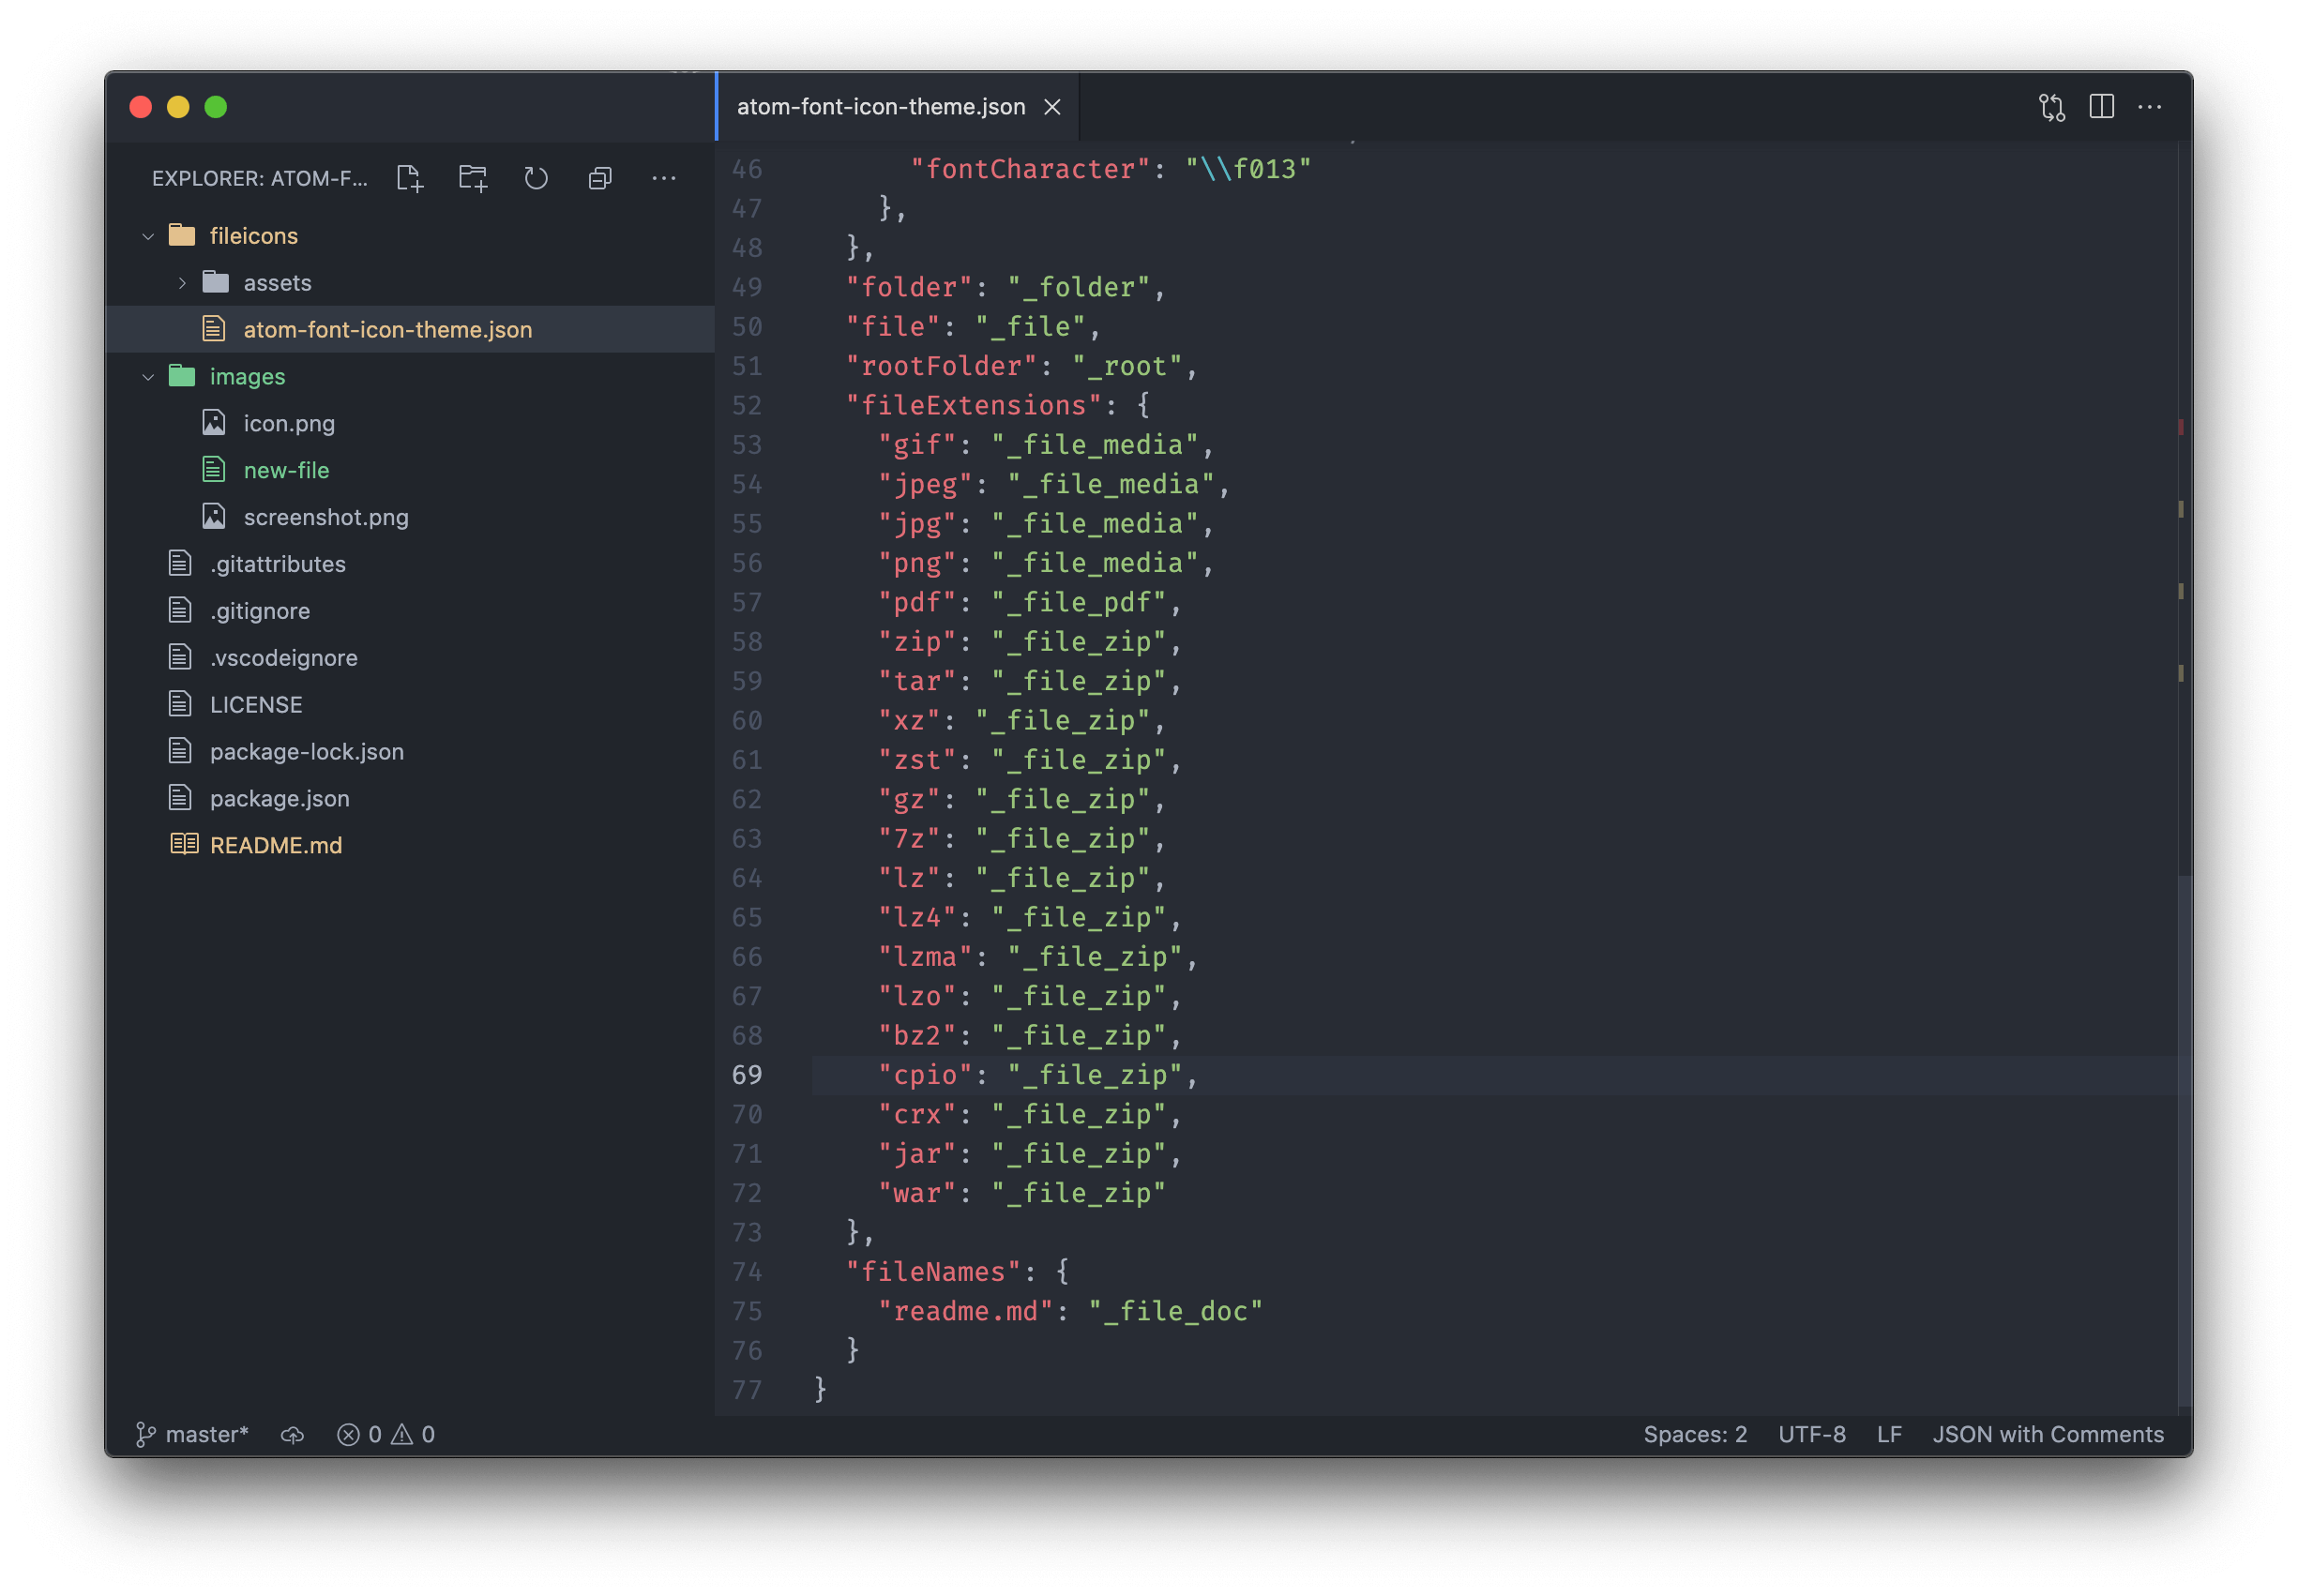 atom-font-icon-theme.json
EXPLORER: ATOM-F...
fileicons
assets
atom-font-icon-theme.json
images
icon.png
new-file
screenshot.png
.gitattributes
.gitignore
.vscodeignore
LICENSE
package-lock.json
package.json
README.md
46 "fontCharacter": "\\f013"
47 },
48 },
49 "folder": "_folder",
50 "file": "_file",
51 "rootFolder": "_root",
52 "fileExtensions": {
53 "gif": "_file_media",
54 "jpeg": "_file_media",
55 "jpg": "_file_media",
56 "png": "_file_media",
57 "pdf": "_file_pdf",
58 "zip": "_file_zip",
59 "tar": "_file_zip",
60 "xz": "_file_zip",
61 "zst": "_file_zip",
62 "gz": "_file_zip",
63 "7z": "_file_zip",
64 "lz": "_file_zip",
65 "lz4": "_file_zip",
66 "lzma": "_file_zip",
67 "lzo": "_file_zip",
68 "bz2": "_file_zip",
69 "cpio": "_file_zip",
70 "crx": "_file_zip",
71 "jar": "_file_zip",
72 "war": "_file_zip"
73 },
74 "fileNames": {
75 "readme.md": "_file_doc"
76 }
77 }
master* 0 0 Spaces: 2 UTF-8 LF JSON with Comments